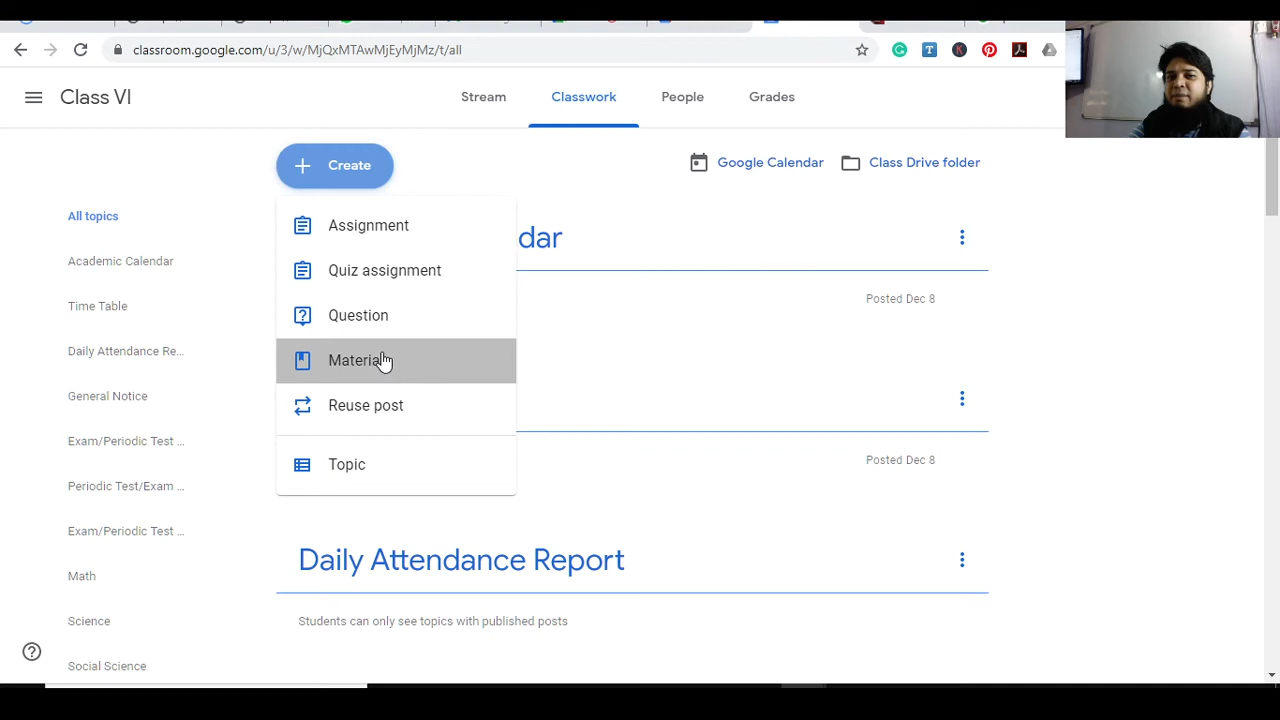 classroom.google.com/u/3/w/MjQxMTAwMjEyMjMz/t/all
Class VI
Stream
Classwork
People
Grades
Create
Google Calendar
Class Drive folder
All topics
Academic Calendar
Time Table
Daily Attendance Re...
General Notice
Exam/Periodic Test ...
Periodic Test/Exam ...
Exam/Periodic Test ...
Math
Science
Social Science
Assignment
Quiz assignment
Question
Material
Reuse post
Topic
dar
Posted Dec 8
Posted Dec 8
Daily Attendance Report
Students can only see topics with published posts